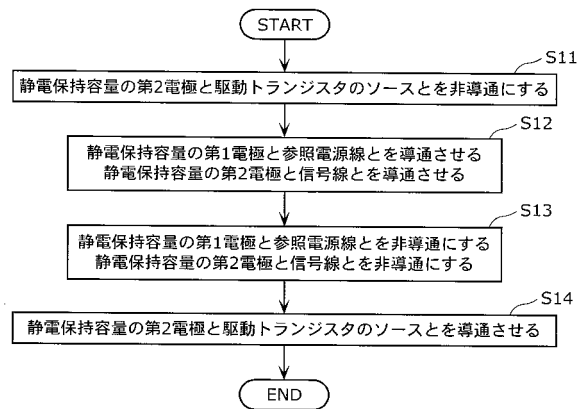 START
S11
静電保持容量の第2電極と駆動トランジスタのソースとを非導通にする
S12
静電保持容量の第1電極と参照電源線とを導通させる
静電保持容量の第2電極と信号線とを導通させる
S13
静電保持容量の第1電極と参照電源線とを非導通にする
静電保持容量の第2電極と信号線とを非導通にする
S14
静電保持容量の第2電極と駆動トランジスタのソースとを導通させる
END